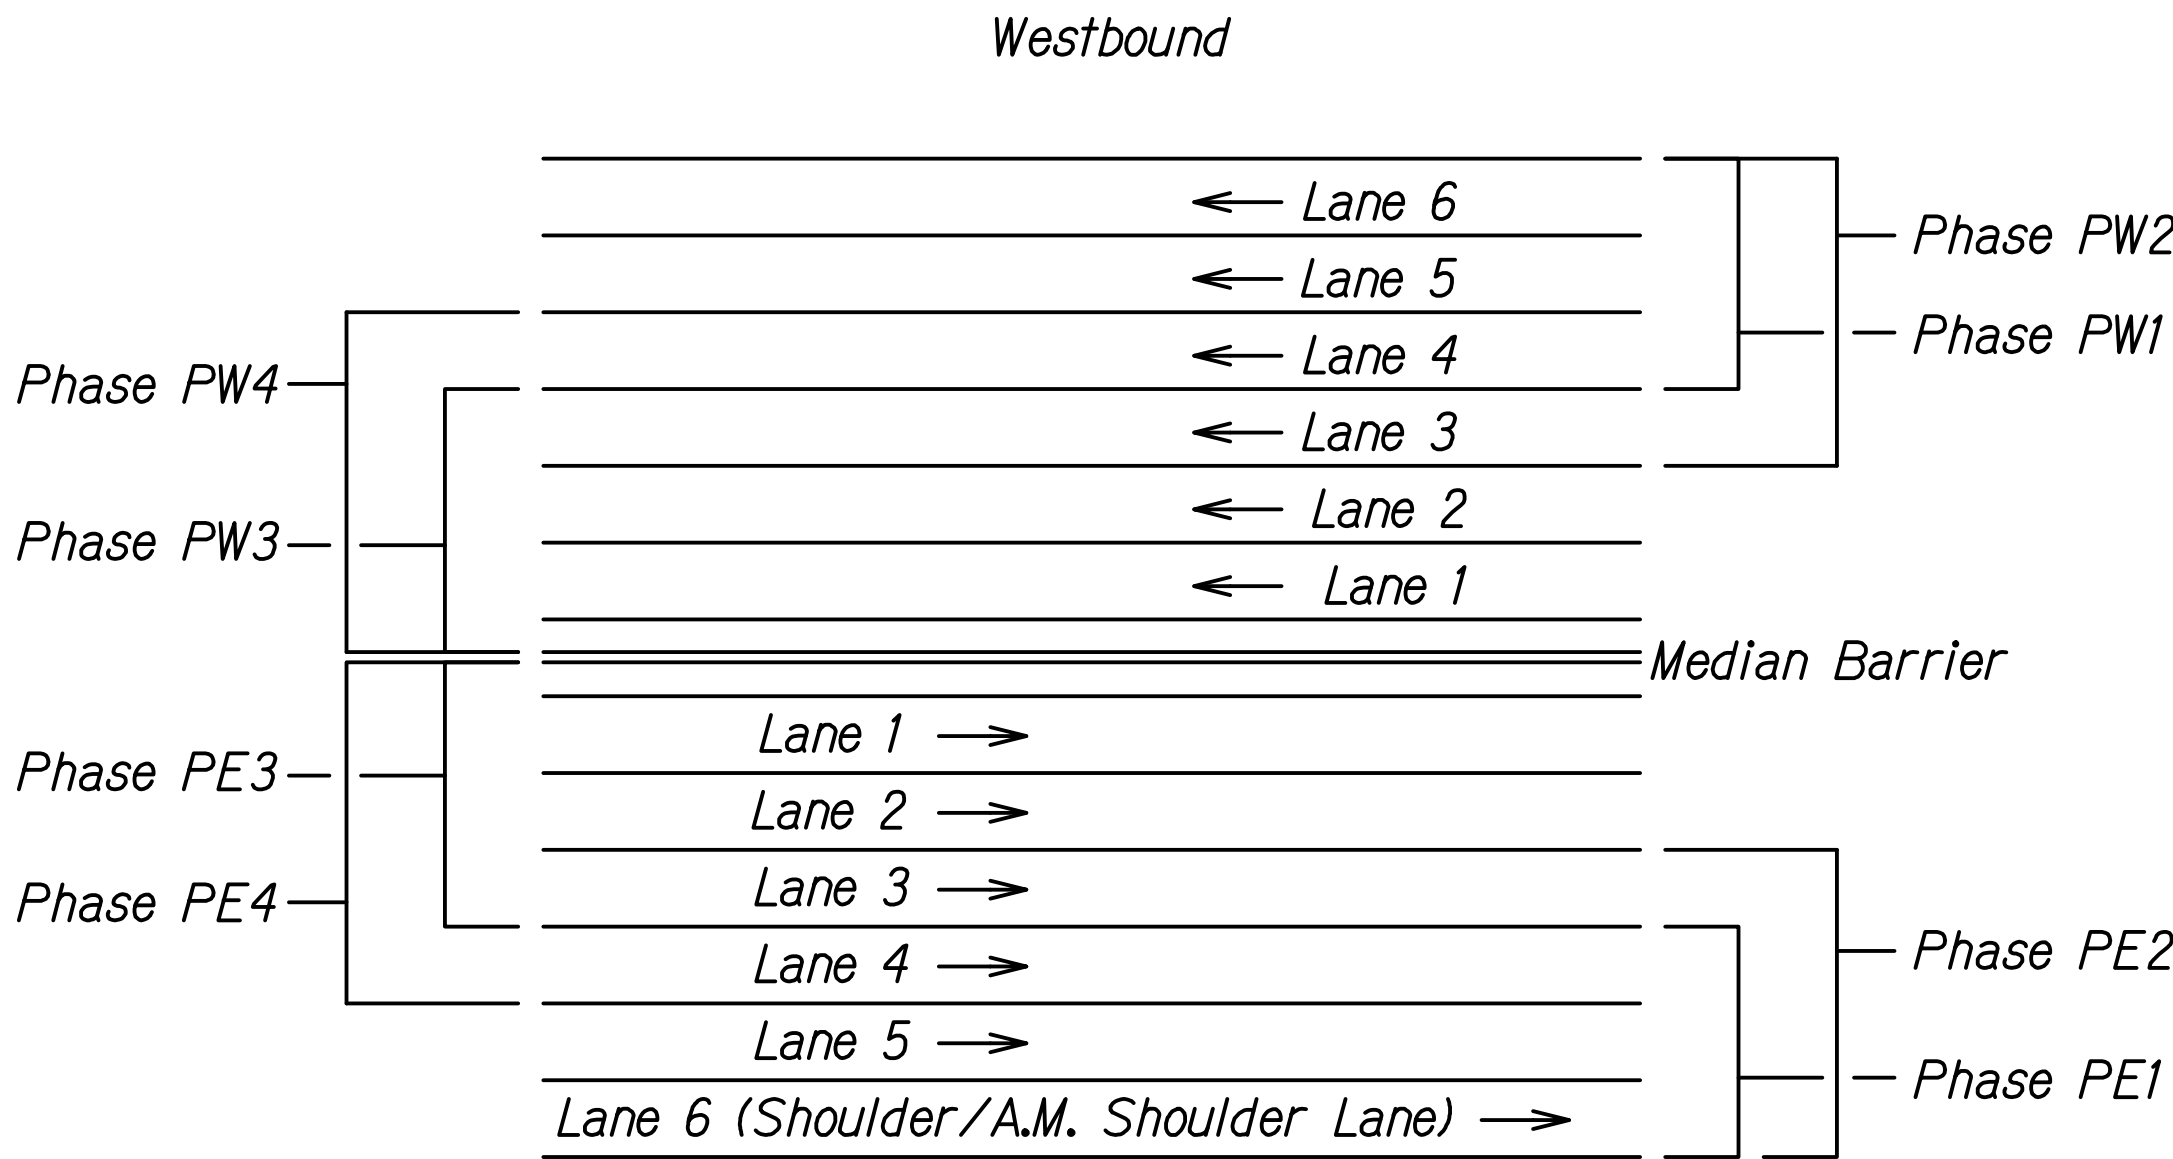 Westbound
Lane 6
Phase PW2
Lane 5
Phase PW1
Lane 4
Phase PW4
Lane 3
Lane 2
Phase PW3
Lane 1
Median Barrier
Lane 1
Phase PE3
Lane 2
Lane 3
Phase PE4
Phase PE2
Lane 4
Lane 5
Phase PE1
Lane 6 (Shoulder/A.M. Shoulder Lane)